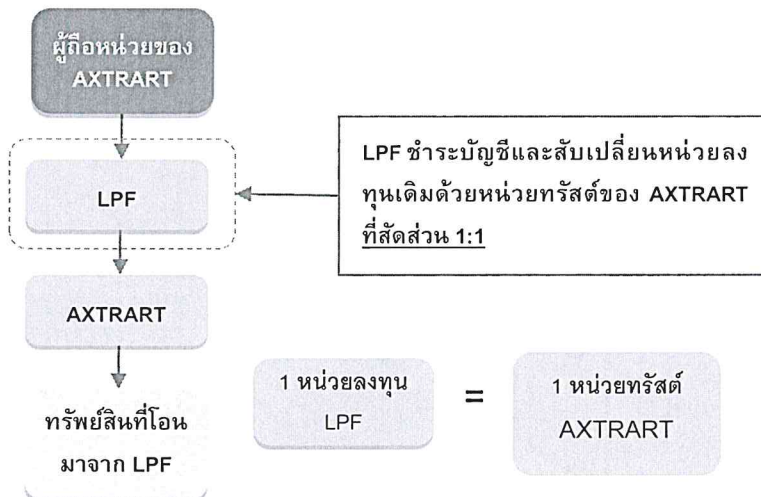 ผู้ถือหน่วยของ
AXTRART
LPF
LPF ชำระบัญชีและสับเปลี่ยนหน่วยลง
ทุนเดิมด้วยหน่วยทรัสต์ของ AXTRART
ที่สัดส่วน 1:1
AXTRART
ทรัพย์สินที่โอน
มาจาก LPF
1 หน่วยลงทุน
LPF
=
1 หน่วยทรัสต์
AXTRART